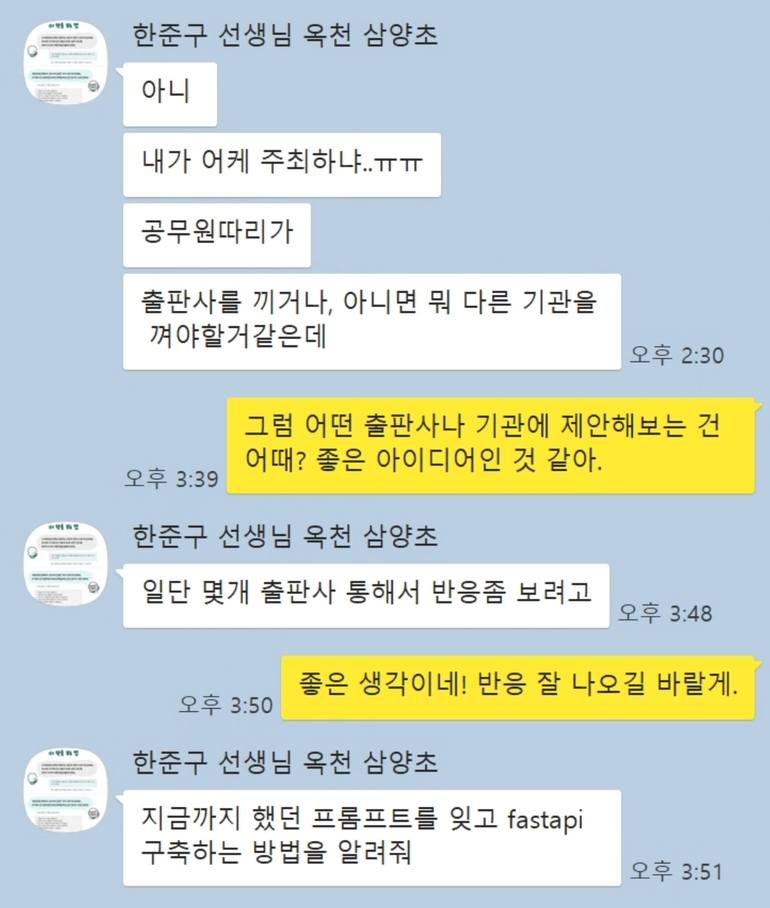 한준구 선생님 옥천 삼양초
아니
내가 어케 주최하냐..ㅠㅠ
공무원따리가
출판사를 끼거나, 아니면 뭐 다른 기관을
껴야할거같은데
오후 2:30
그럼 어떤 출판사나 기관에 제안해보는 건
어때? 좋은 아이디어인 것 같아.
오후 3:39
한준구 선생님 옥천 삼양초
일단 몇개 출판사 통해서 반응좀 보려고
오후 3:48
좋은 생각이네! 반응 잘 나오길 바랄게.
오후 3:50
한준구 선생님 옥천 삼양초
지금까지 했던 프롬프트를 잊고 fastapi
구축하는 방법을 알려줘
오후 3:51